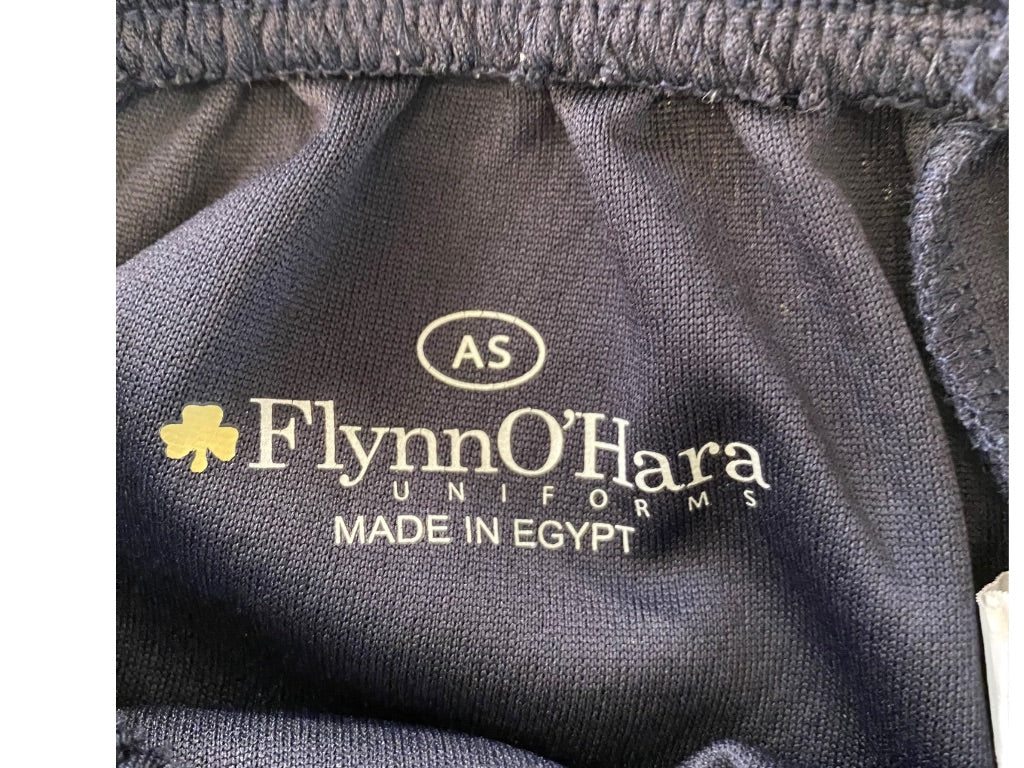 AS
FlynnO'Hara
UNIFORMS
MADE IN EGYPT